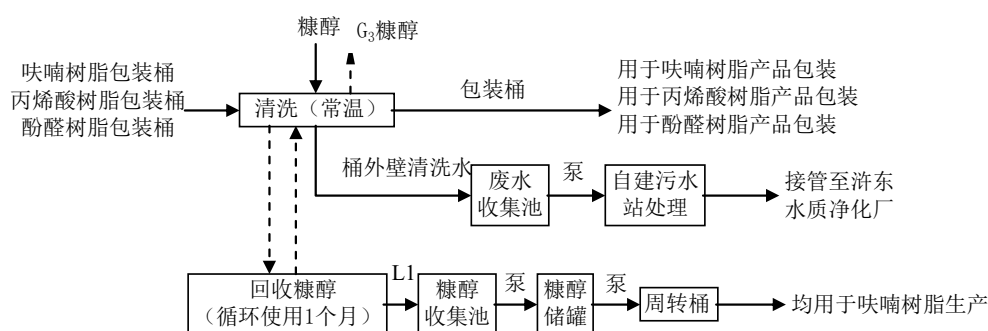 糠醇
G₃糠醇
呋喃树脂包装桶
丙烯酸树脂包装桶
酚醛树脂包装桶
清洗（常温）
包装桶
用于呋喃树脂产品包装
用于丙烯酸树脂产品包装
用于酚醛树脂产品包装
桶外壁清洗水
废水
收集池
泵
自建污水
站处理
接管至浒东
水质净化厂
回收糠醇
（循环使用1个月）
L1
糠醇
收集池
泵
糠醇
储罐
泵
周转桶
均用于呋喃树脂生产